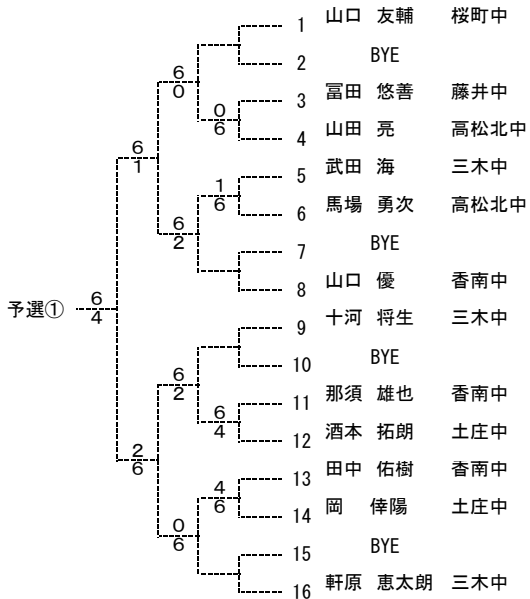 1 山口 友輔 桜町中
2 BYE
6
0
3 冨田 悠善 藤井中
0
6
4 山田 亮 高松北中
6
1
5 武田 海 三木中
1
6
6 馬場 勇次 高松北中
6
2
7 BYE
8 山口 優 香南中
予選① 6
4
9 十河 将生 三木中
10 BYE
6
2
11 那須 雄也 香南中
6
4
12 酒本 拓朗 土庄中
2
6
13 田中 佑樹 香南中
4
6
14 岡 倖陽 土庄中
0
6
15 BYE
16 軒原 恵太朗 三木中